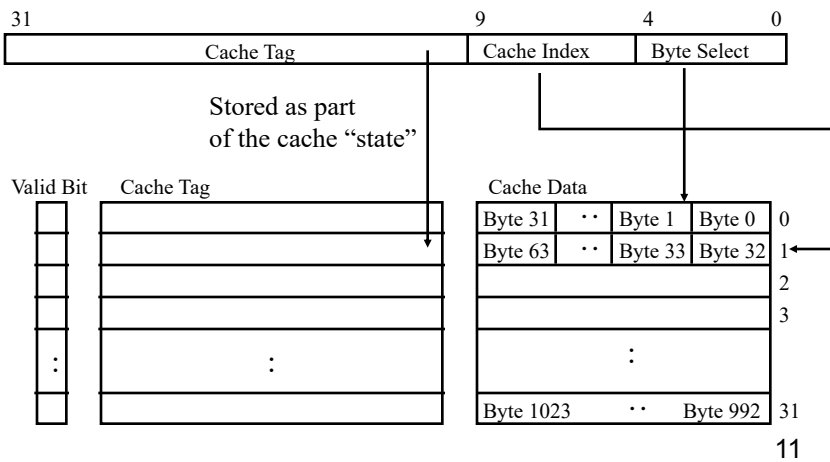 31 9 4 0
Cache Tag Cache Index Byte Select
Stored as part
of the cache “state”
Valid Bit Cache Tag Cache Data
Byte 31 ·· Byte 1 Byte 0 0
Byte 63 ·· Byte 33 Byte 32 1
2
3
: : :
Byte 1023 ·· Byte 992 31
11